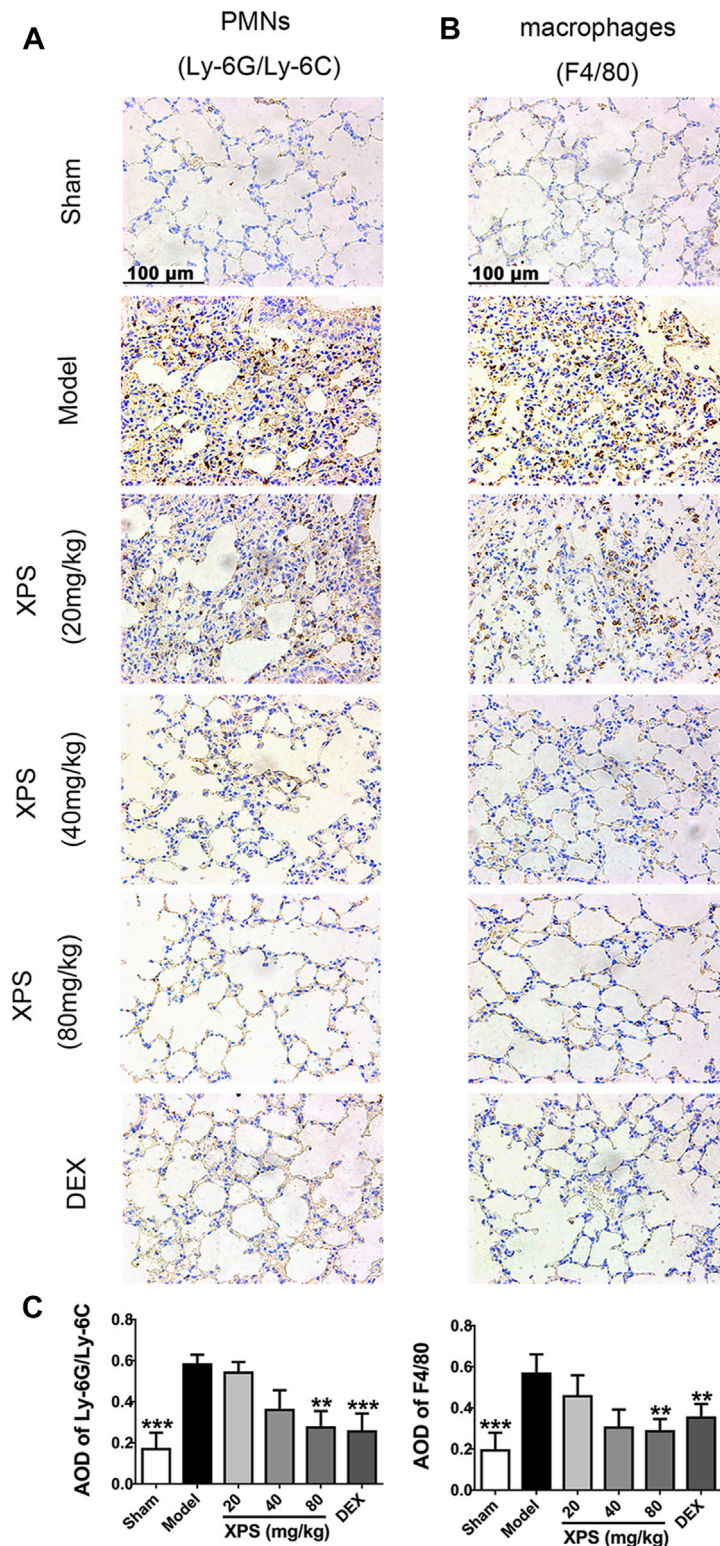 A
PMNs
(Ly-6G/Ly-6C)
B
macrophages
(F4/80)
Sham
100 µm
100 µm
Model
XPS
(20mg/kg)
XPS
(40mg/kg)
XPS
(80mg/kg)
DEX
C
AOD of Ly-6G/Ly-6C
0.8
0.6
0.4
0.2
0.0
***
**
***
Sham
Model
20
40
80
DEX
XPS (mg/kg)
AOD of F4/80
0.8
0.6
0.4
0.2
0.0
***
**
**
Sham
Model
20
40
80
DEX
XPS (mg/kg)